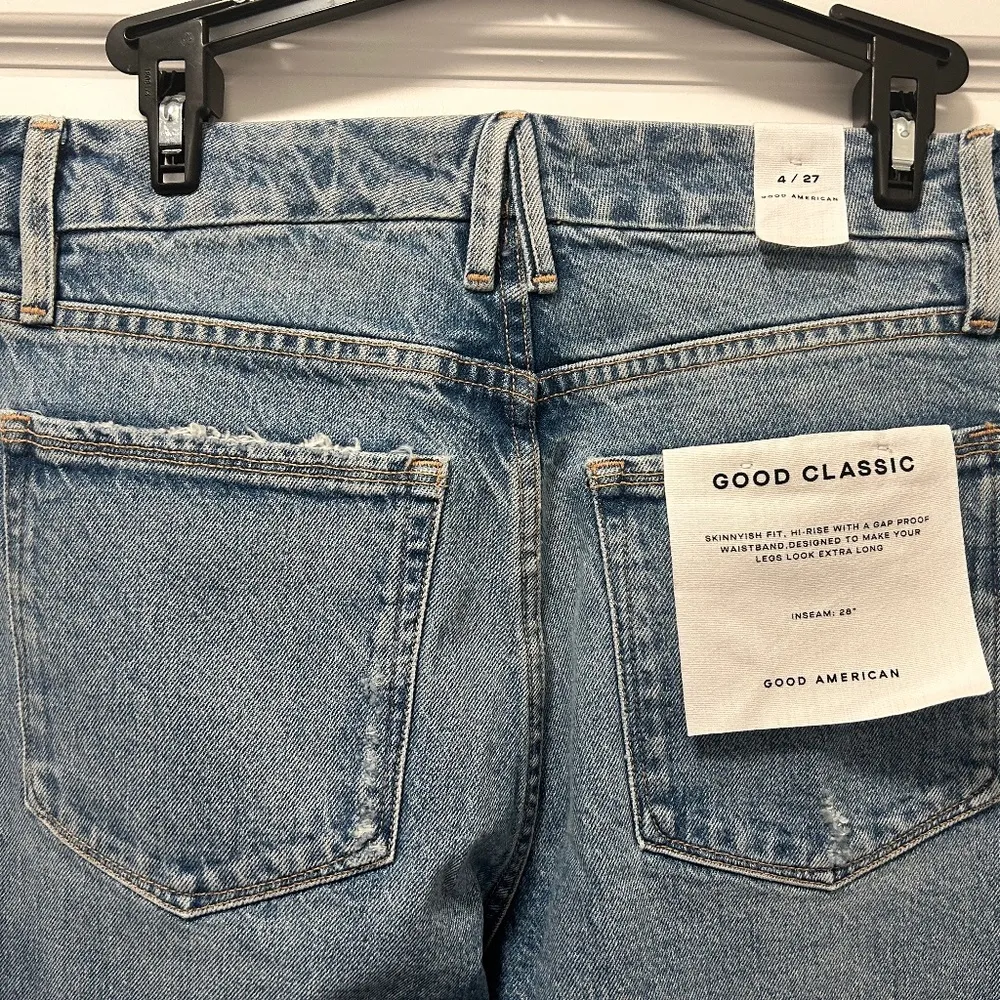 4 / 27
GOOD AMERICAN
GOOD CLASSIC
SKINNYISH FIT, HI-RISE WITH A GAP PROOF
WAISTBAND,DESIGNED TO MAKE YOUR
LEGS LOOK EXTRA LONG
INSEAM: 28"
GOOD AMERICAN